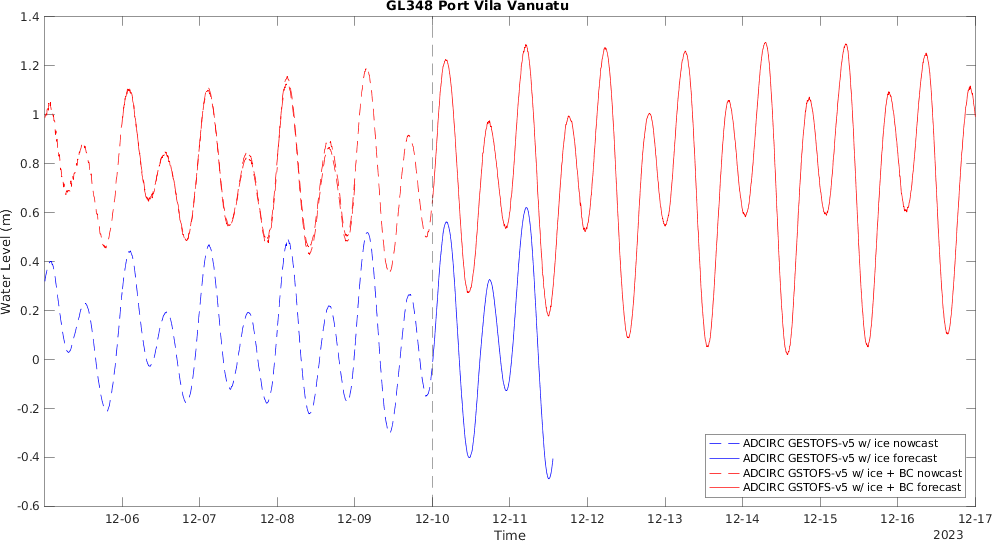 GL348 Port Vila Vanuatu
Water Level (m)
1.4
1.2
1
0.8
0.6
0.4
0.2
0
-0.2
-0.4
-0.6
ADCIRC GESTOFS-v5 w/ ice nowcast
ADCIRC GESTOFS-v5 w/ ice forecast
ADCIRC GSTOFS-v5 w/ ice + BC nowcast
ADCIRC GSTOFS-v5 w/ ice + BC forecast
12-06 12-07 12-08 12-09 12-10 12-11 12-12 12-13 12-14 12-15 12-16 12-17
Time
2023